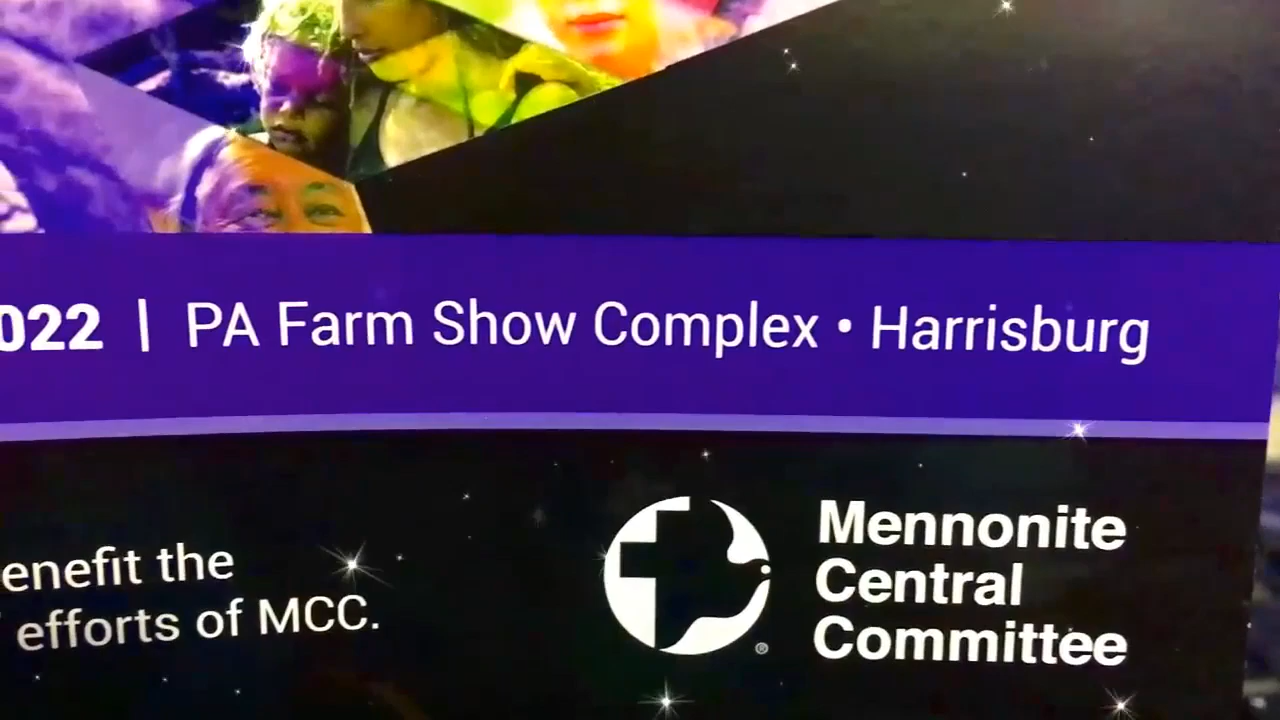 022 | PA Farm Show Complex • Harrisburg
enefit the
efforts of MCC.
Mennonite
Central
Committee
®